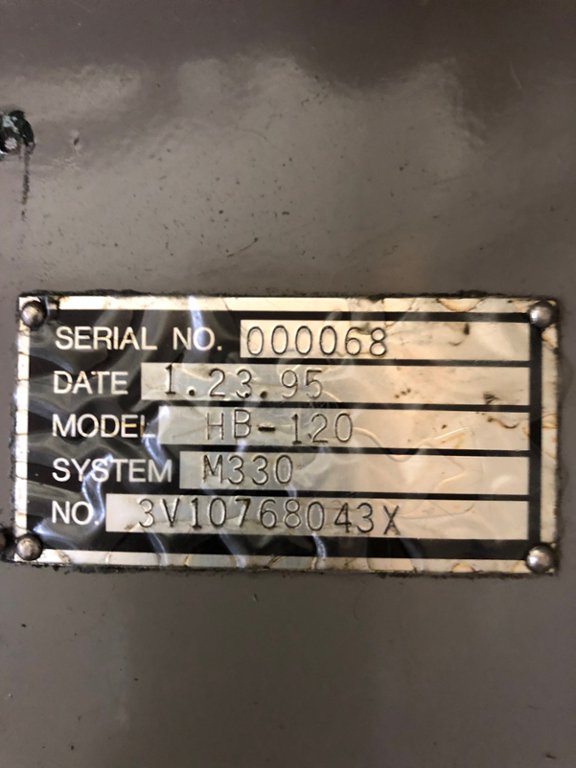 SERIAL NO. 000068
DATE 1.23.95
MODEL HB-120
SYSTEM M330
NO. 3V10768043X